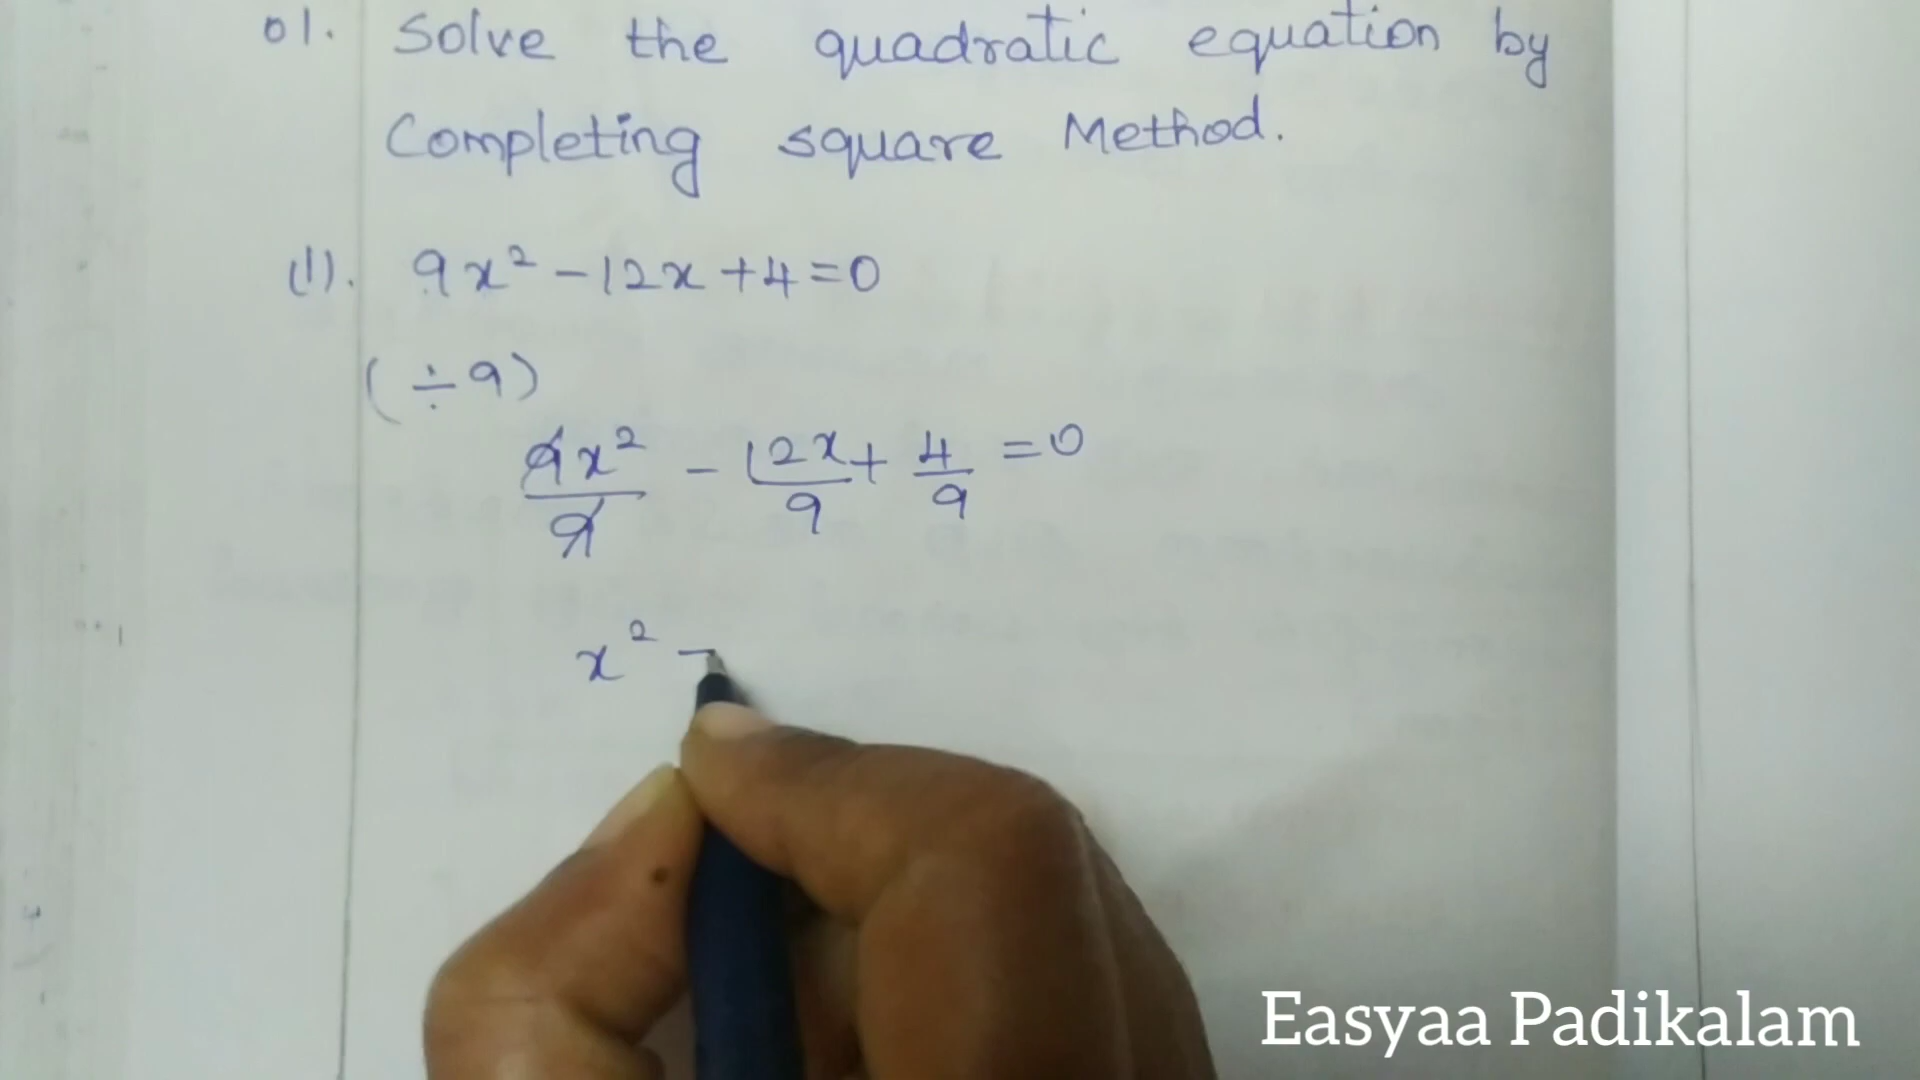 01. Solve the quadratic equation by
Completing square Method.
(1). 9x² - 12x + 4 = 0
(÷9)
9x²/9 - 12x/9 + 4/9 = 0
x² -
Easyaa Padikalam